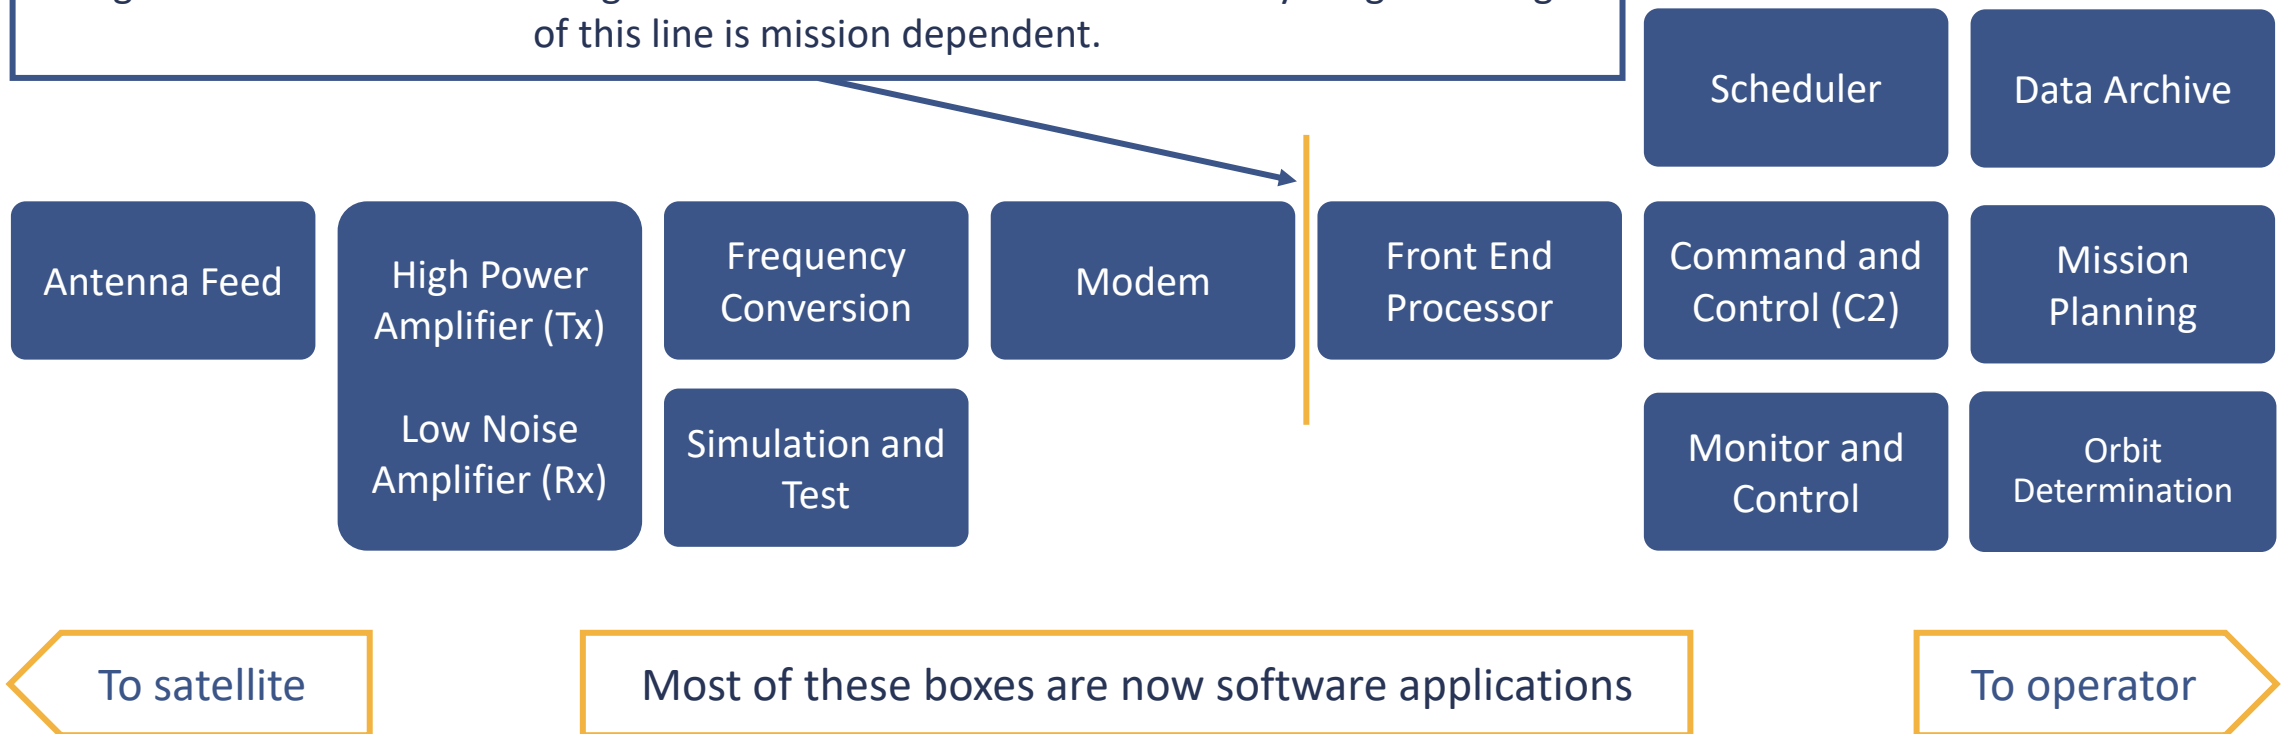 of this line is mission dependent.
Scheduler
Data Archive
Antenna Feed
High Power
Amplifier (Tx)
Low Noise
Amplifier (Rx)
Frequency
Conversion
Simulation and
Test
Modem
Front End
Processor
Command and
Control (C2)
Mission
Planning
Monitor and
Control
Orbit
Determination
To satellite
Most of these boxes are now software applications
To operator